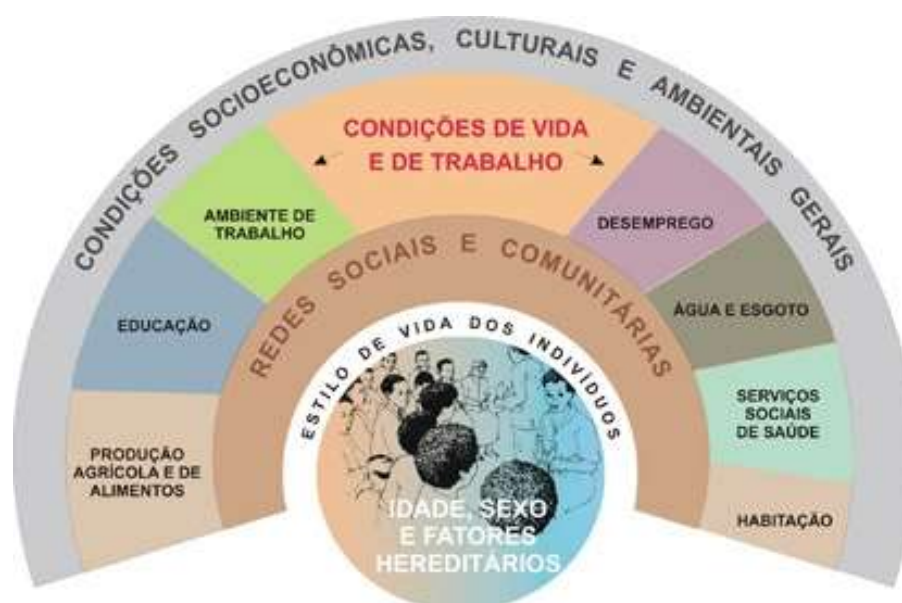 CONDIÇÕES SOCIOECONÔMICAS, CULTURAIS E AMBIENTAIS GERAIS
CONDIÇÕES DE VIDA
E DE TRABALHO
AMBIENTE DE
TRABALHO
DESEMPREGO
REDES SOCIAIS E COMUNITÁRIAS
EDUCAÇÃO
ÁGUA E ESGOTO
ESTILO DE VIDA DOS INDIVÍDUOS
SERVIÇOS
SOCIAIS
DE SAÚDE
PRODUÇÃO
AGRÍCOLA E DE
ALIMENTOS
HABITAÇÃO
IDADE, SEXO
E FATORES
HEREDITÁRIOS